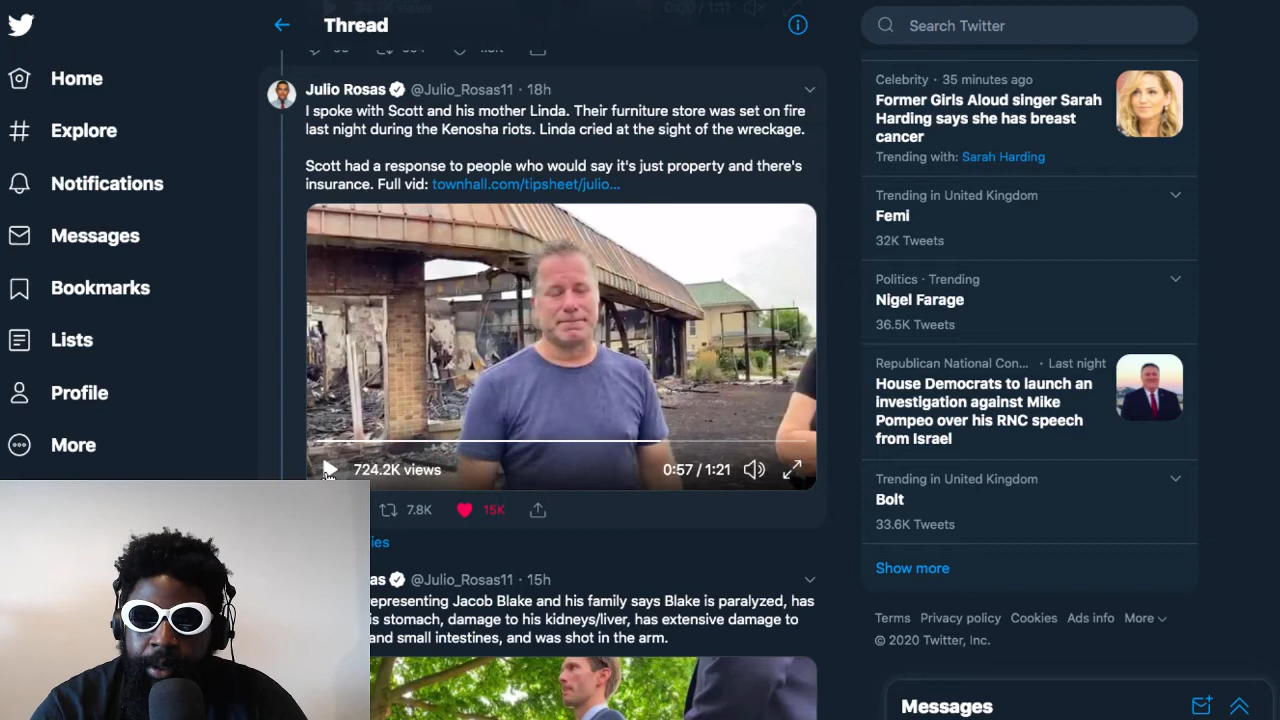 Thread
Search Twitter
Home
Explore
Notifications
Messages
Bookmarks
Lists
Profile
More
Julio Rosas @Julio_Rosas11 · 18h
I spoke with Scott and his mother Linda. Their furniture store was set on fire
last night during the Kenosha riots. Linda cried at the sight of the wreckage.
Scott had a response to people who would say it's just property and there's
insurance. Full vid: townhall.com/tipsheet/julio...
724.2K views
0:57 / 1:21
7.8K
15K
ies
as @Julio_Rosas11 · 15h
epresenting Jacob Blake and his family says Blake is paralyzed, has
is stomach, damage to his kidneys/liver, has extensive damage to
and small intestines, and was shot in the arm.
Celebrity · 35 minutes ago
Former Girls Aloud singer Sarah
Harding says she has breast
cancer
Trending with: Sarah Harding
Trending in United Kingdom
Femi
32K Tweets
Politics · Trending
Nigel Farage
36.5K Tweets
Republican National Con... · Last night
House Democrats to launch an
investigation against Mike
Pompeo over his RNC speech
from Israel
Trending in United Kingdom
Bolt
33.6K Tweets
Show more
Terms Privacy policy Cookies Ads info More
© 2020 Twitter, Inc.
Messages